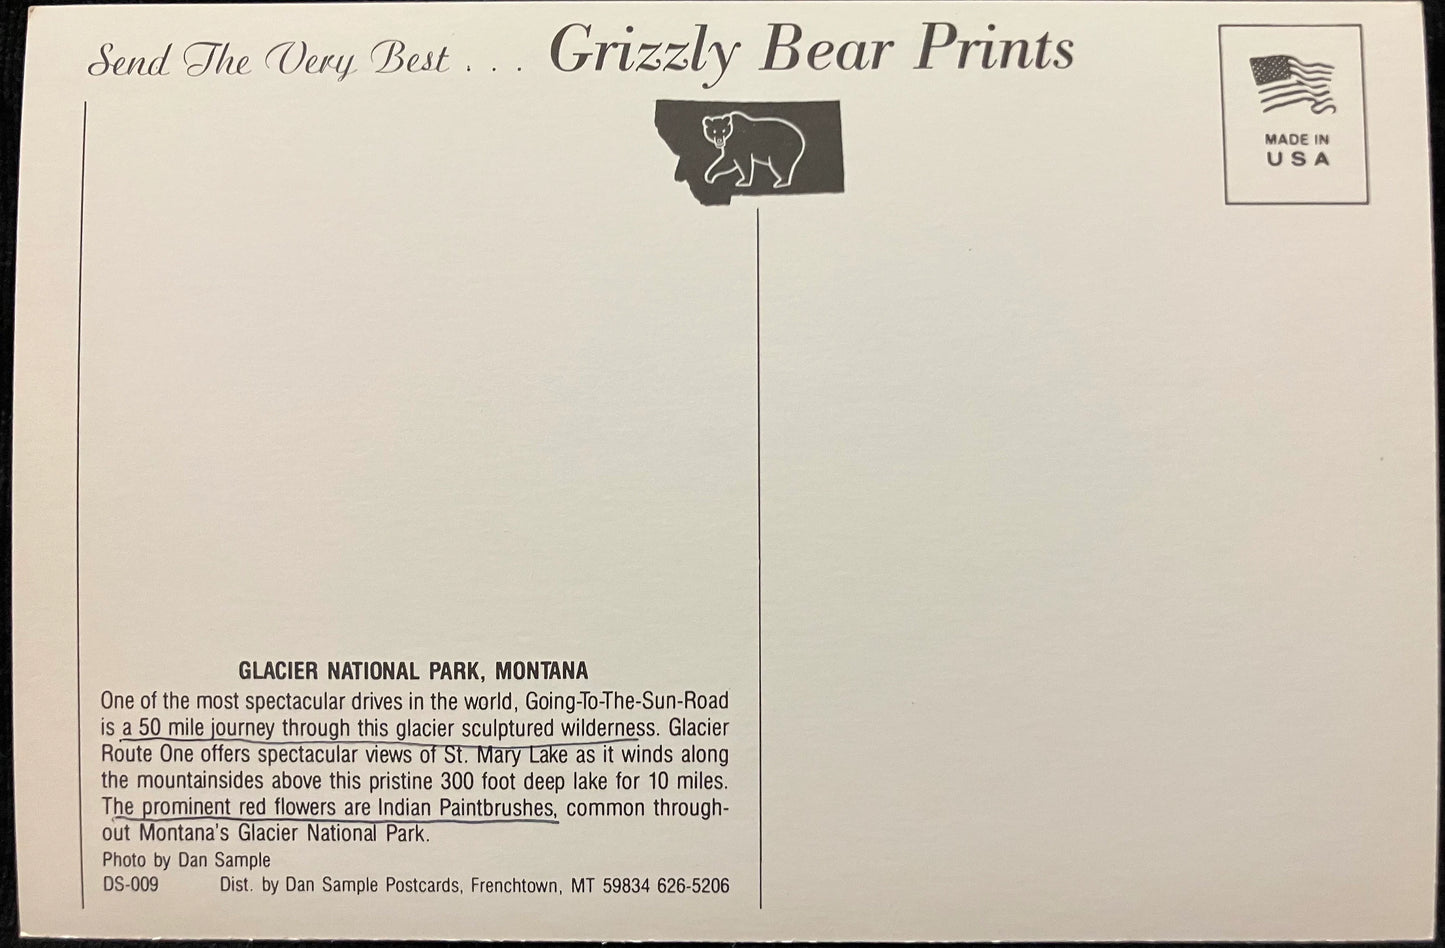 Send The Very Best . . . Grizzly Bear Prints
MADE IN
USA
GLACIER NATIONAL PARK, MONTANA
One of the most spectacular drives in the world, Going-To-The-Sun-Road
is a 50 mile journey through this glacier sculptured wilderness. Glacier
Route One offers spectacular views of St. Mary Lake as it winds along
the mountainsides above this pristine 300 foot deep lake for 10 miles.
The prominent red flowers are Indian Paintbrushes, common through-
out Montana's Glacier National Park.
Photo by Dan Sample
DS-009 Dist. by Dan Sample Postcards, Frenchtown, MT 59834 626-5206